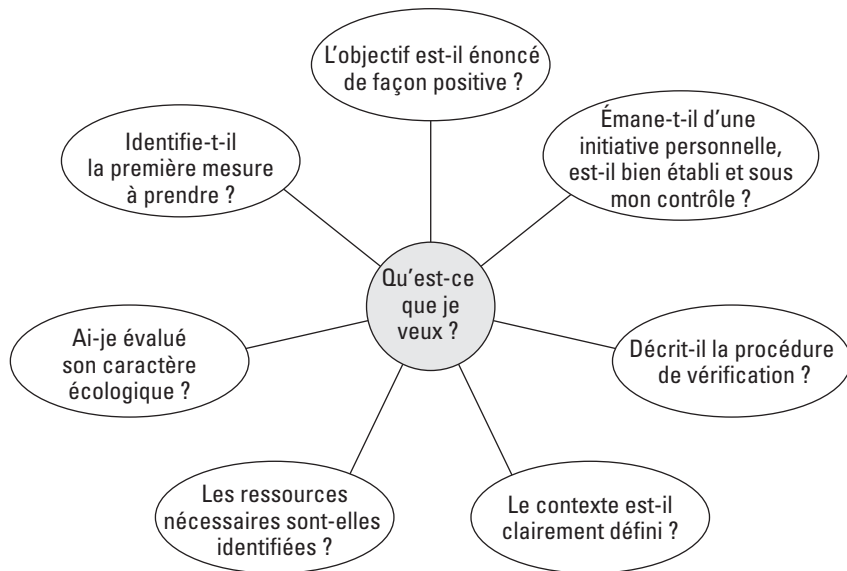 L'objectif est-il énoncé
de façon positive ?
Émane-t-il d'une
initiative personnelle,
est-il bien établi et sous
mon contrôle ?
Identifie-t-il
la première mesure
à prendre ?
Qu'est-ce
que je
veux ?
Ai-je évalué
son caractère
écologique ?
Décrit-il la procédure
de vérification ?
Les ressources
nécessaires sont-elles
identifiées ?
Le contexte est-il
clairement défini ?